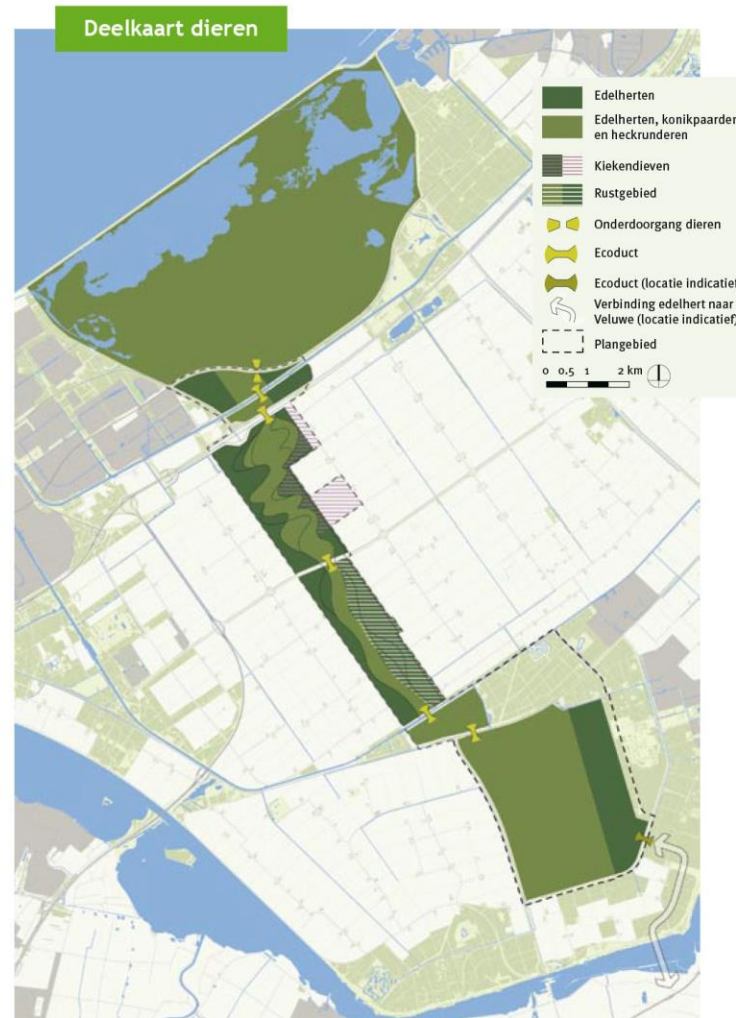 Deelkaart dieren
Edelherten
Edelherten, konikpaarden
en heckrunderen
Kiekendieven
Rustgebied
Onderdoorgang dieren
Ecoduct
Ecoduct (locatie indicatief)
Verbinding edelhert naar
Veluwe (locatie indicatief)
Plangebied
0 0.5 1 2 km